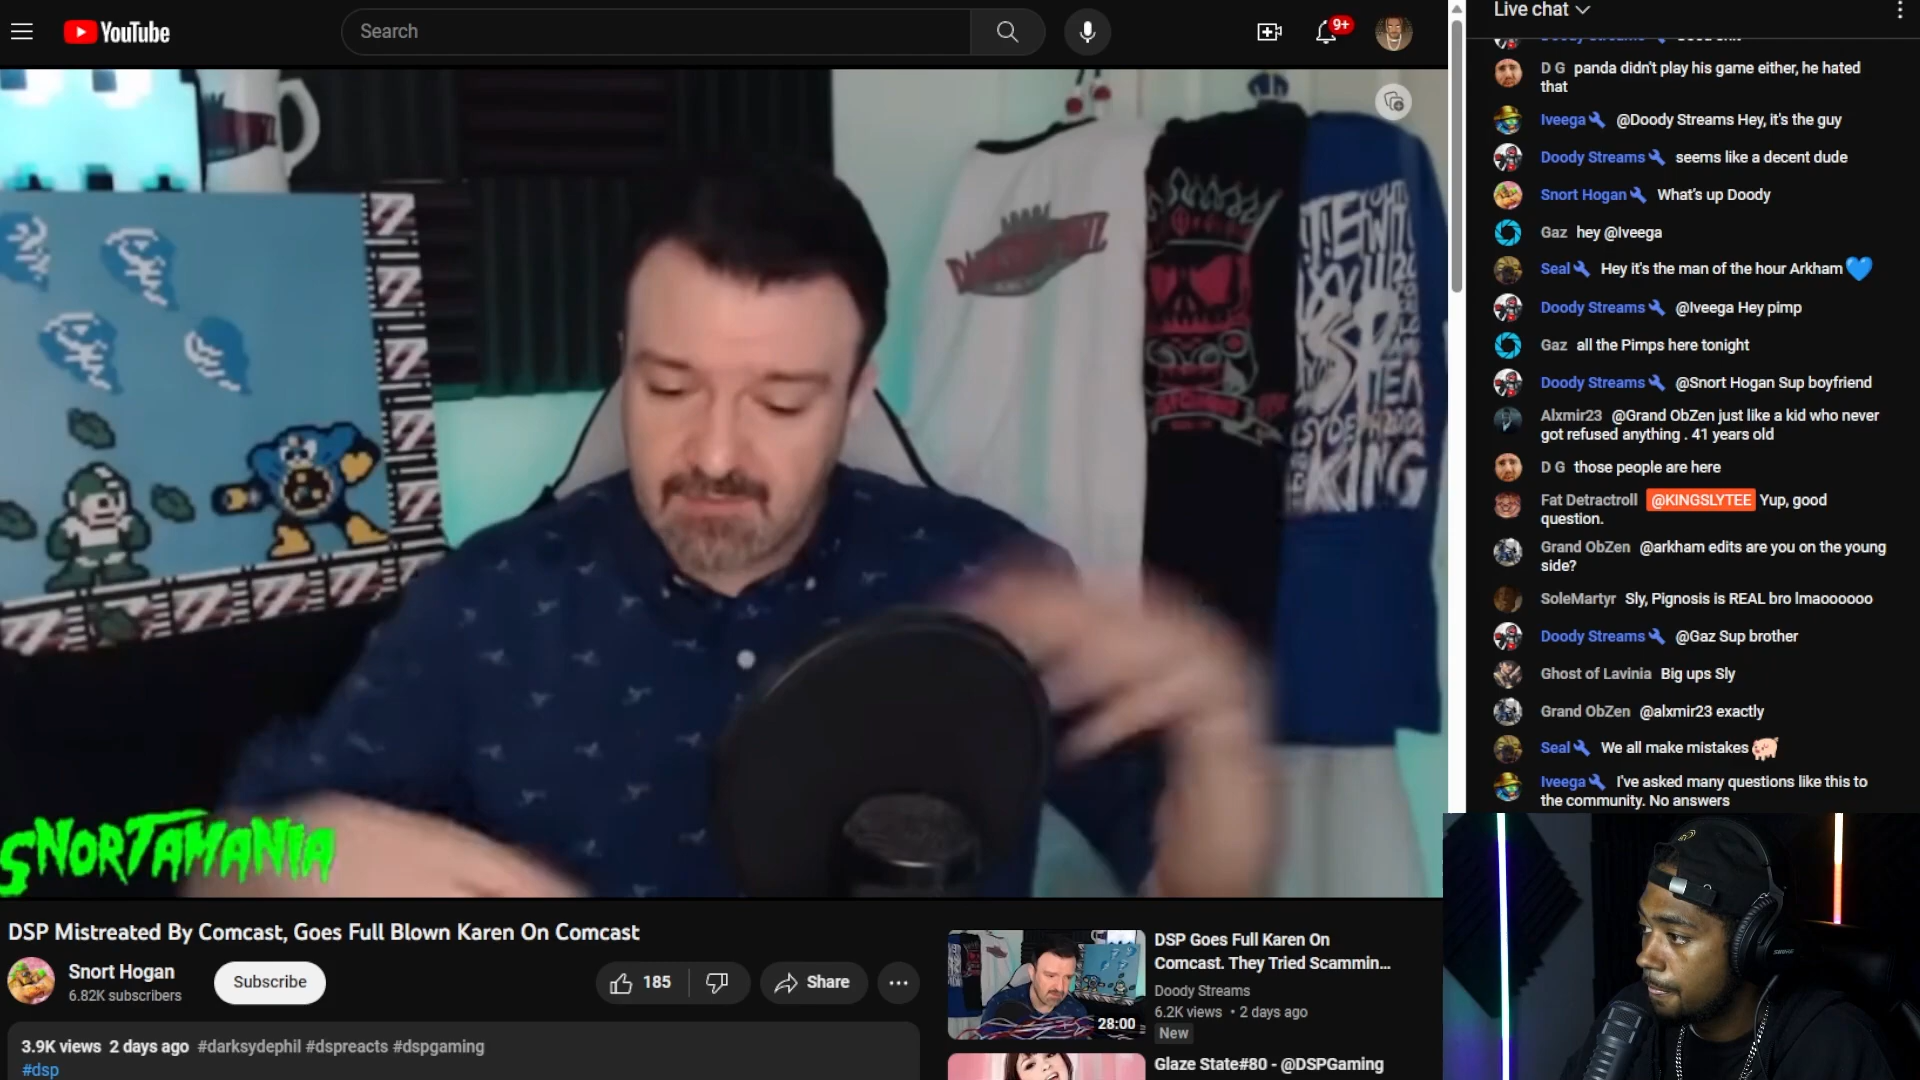 YouTube
Search
9+
KING
SNORTAMANIA
DSP Mistreated By Comcast, Goes Full Blown Karen On Comcast
Snort Hogan
6.82K subscribers
Subscribe
185
Share
3.9K views 2 days ago #darksydephil #dspreacts #dspgaming
#dsp
28:00
DSP Goes Full Karen On
Comcast. They Tried Scammin...
Doody Streams
6.2K views • 2 days ago
New
Glaze State#80 - @DSPGaming
Live chat
D G panda didn't play his game either, he hated
that
Iveega @Doody Streams Hey, it's the guy
Doody Streams seems like a decent dude
Snort Hogan What's up Doody
Gaz hey @Iveega
Seal Hey it's the man of the hour Arkham
Doody Streams @Iveega Hey pimp
Gaz all the Pimps here tonight
Doody Streams @Snort Hogan Sup boyfriend
Alxmir23 @Grand ObZen just like a kid who never
got refused anything . 41 years old
D G those people are here
Fat Detractroll @KINGSLYTEE Yup, good
question.
Grand ObZen @arkham edits are you on the young
side?
SoleMartyr Sly, Pignosis is REAL bro lmaoooooo
Doody Streams @Gaz Sup brother
Ghost of Lavinia Big ups Sly
Grand ObZen @alxmir23 exactly
Seal We all make mistakes
Iveega I've asked many questions like this to
the community. No answers